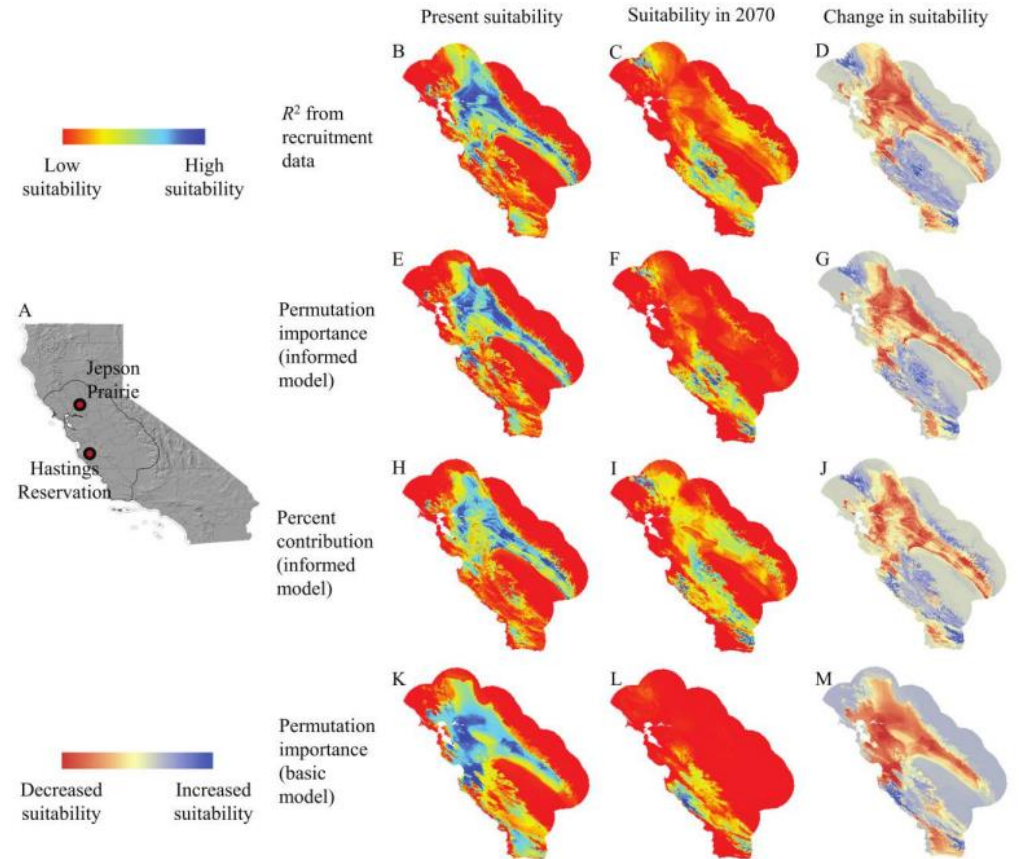 Present suitability
Suitability in 2070
Change in suitability
B
C
D
R² from
recruitment
data
Low
suitability
High
suitability
E
F
G
Permutation
importance
(informed
model)
A
Jepson
Prairie
Hastings
Reservation
H
I
J
Percent
contribution
(informed
model)
K
L
M
Permutation
importance
(basic
model)
Decreased
suitability
Increased
suitability